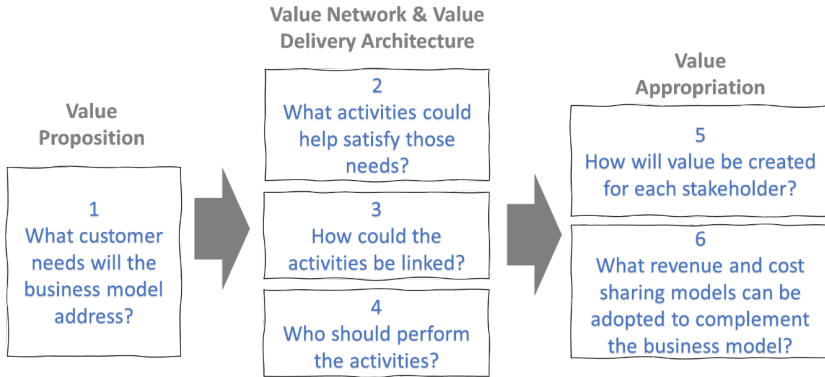 Value
Proposition
1
What customer
needs will the
business model
address?
Value Network & Value
Delivery Architecture
2
What activities could
help satisfy those
needs?
3
How could the
activities be linked?
4
Who should perform
the activities?
Value
Appropriation
5
How will value be created
for each stakeholder?
6
What revenue and cost
sharing models can be
adopted to complement
the business model?